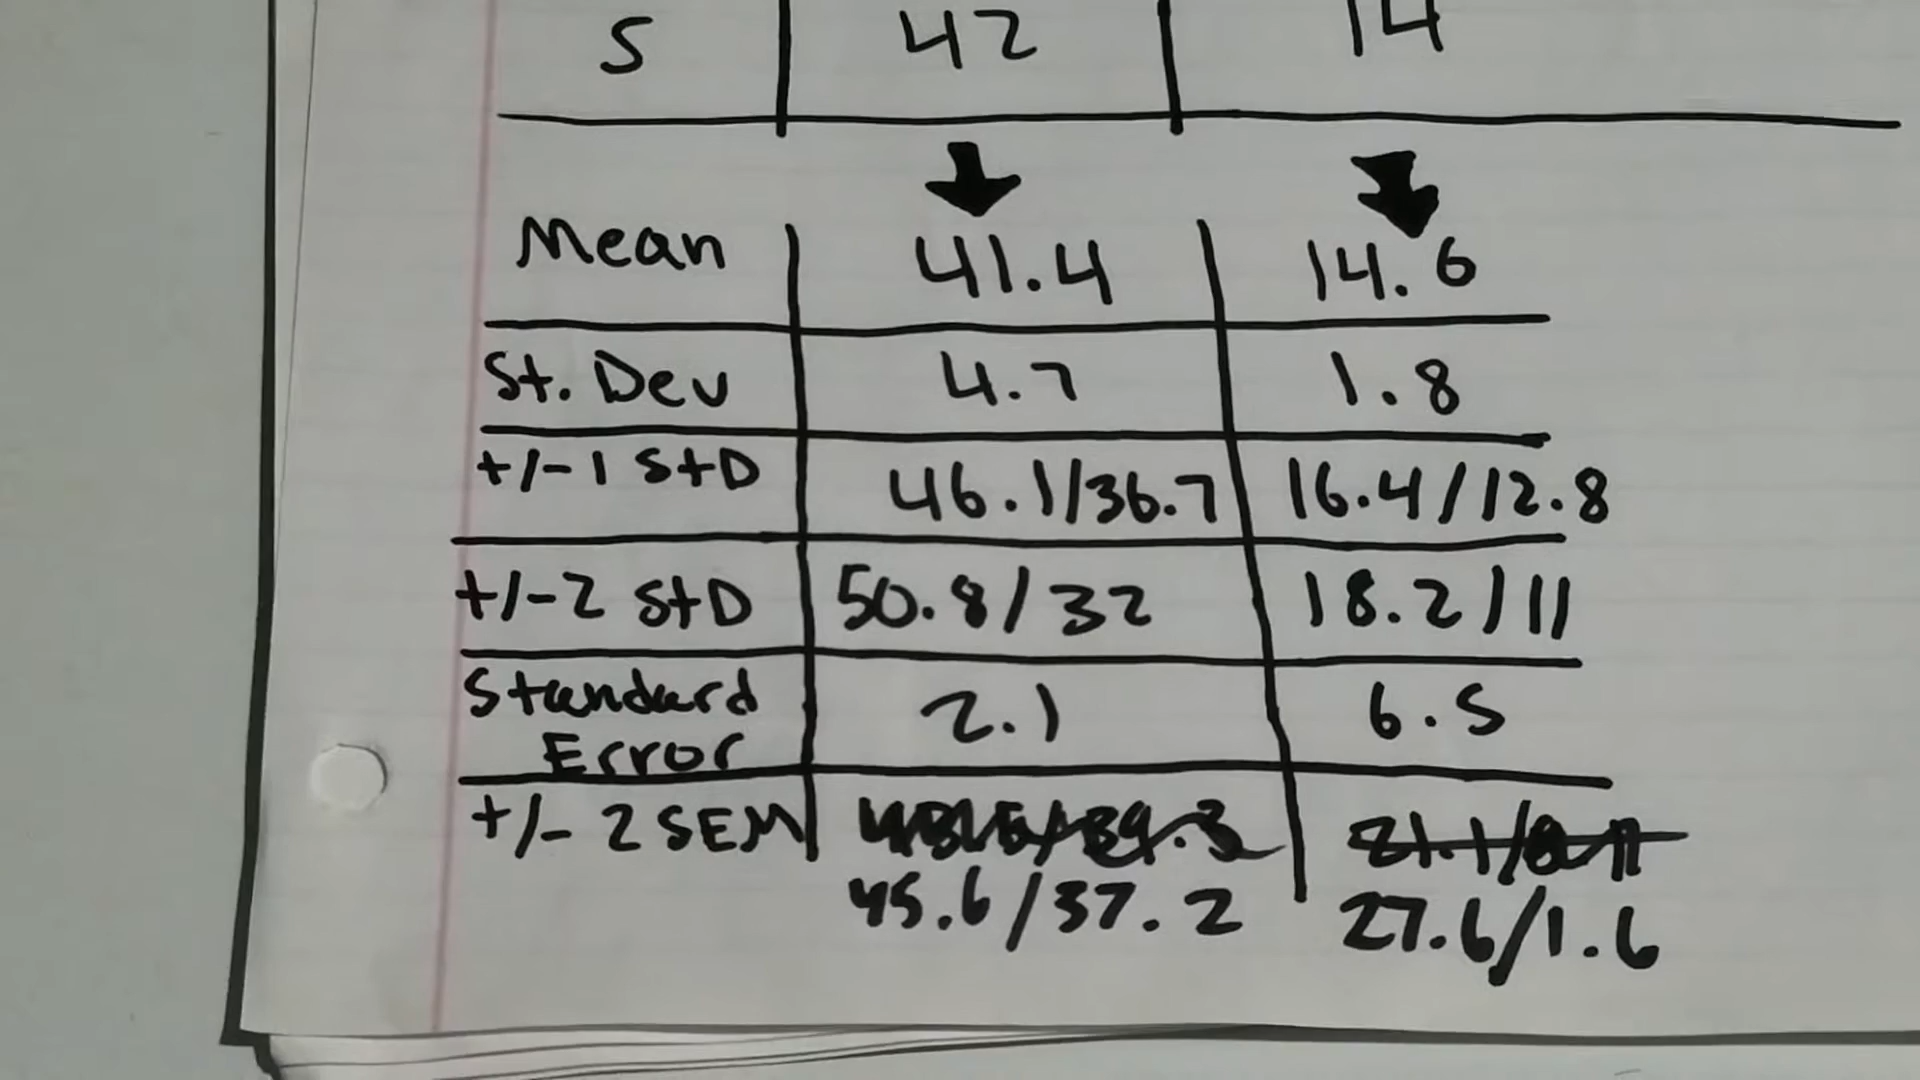 5 42 14
Mean 41.4 14.6
St. Dev 4.7 1.8
+/-1 StD 46.1/36.7 16.4/12.8
+/-2 StD 50.8/32 18.2/11
Standard 2.1 6.5
Error
+/- 2 SEM
45.6/37.2 27.6/1.6